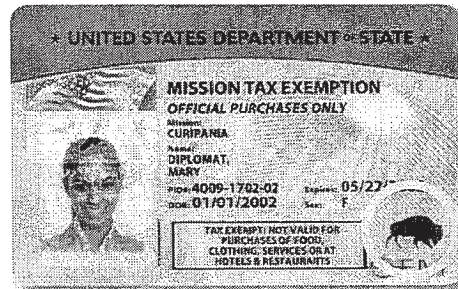 ★ UNITED STATES DEPARTMENT OF STATE ★
MISSION TAX EXEMPTION
OFFICIAL PURCHASES ONLY
Mission:
CURIPANIA
Name:
DIPLOMAT,
MARY
PID#: 4009-1702-02 Expires: 05/22/
DOB: 01/01/2002 Sex: F
TAX EXEMPT: NOT VALID FOR
PURCHASES OF FOOD,
CLOTHING, SERVICES OR AT
HOTELS & RESTAURANTS